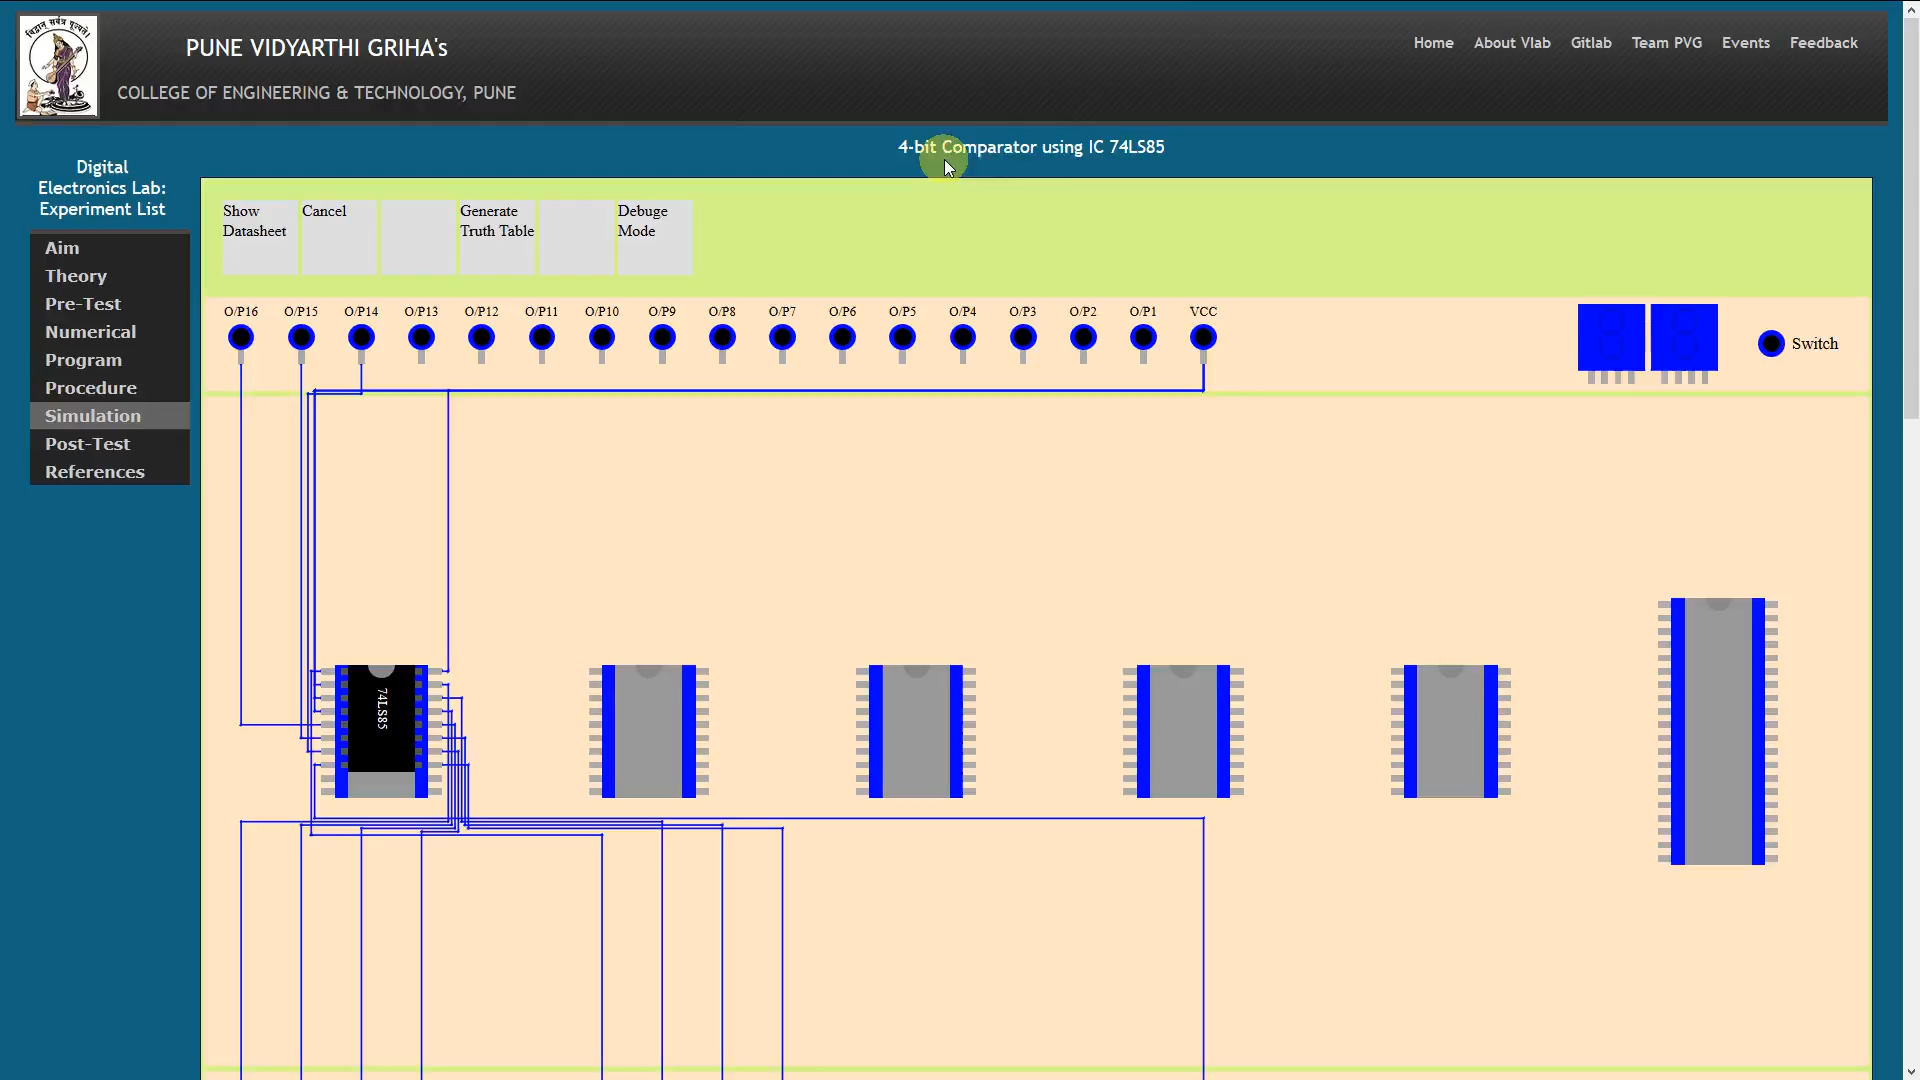 विद्वान् सर्वत्र पूज्यते।
PUNE VIDYARTHI GRIHA's
COLLEGE OF ENGINEERING & TECHNOLOGY, PUNE
Home
About Vlab
Gitlab
Team PVG
Events
Feedback
4-bit Comparator using IC 74LS85
Digital
Electronics Lab:
Experiment List
Aim
Theory
Pre-Test
Numerical
Program
Procedure
Simulation
Post-Test
References
Show
Datasheet
Cancel
Generate
Truth Table
Debuge
Mode
O/P16
O/P15
O/P14
O/P13
O/P12
O/P11
O/P10
O/P9
O/P8
O/P7
O/P6
O/P5
O/P4
O/P3
O/P2
O/P1
VCC
Switch
74LS85